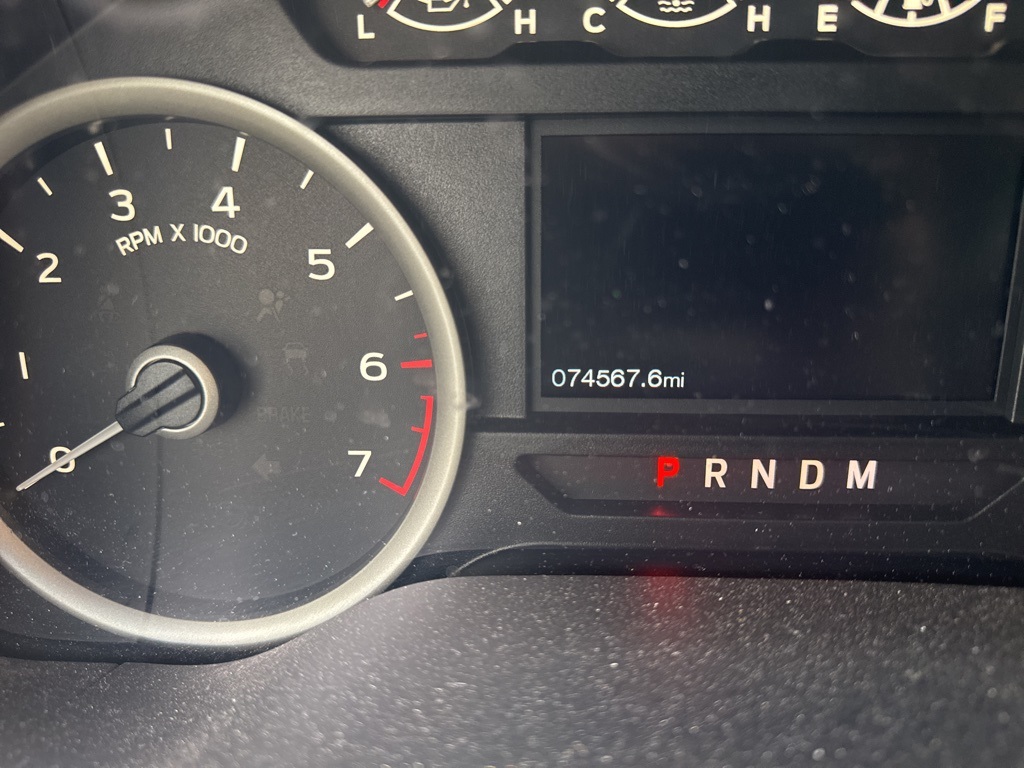 L H C H E F
3 4
RPM X 1000
2 5
1 6
0 7
BRAKE
074567.6mi
P R N D M